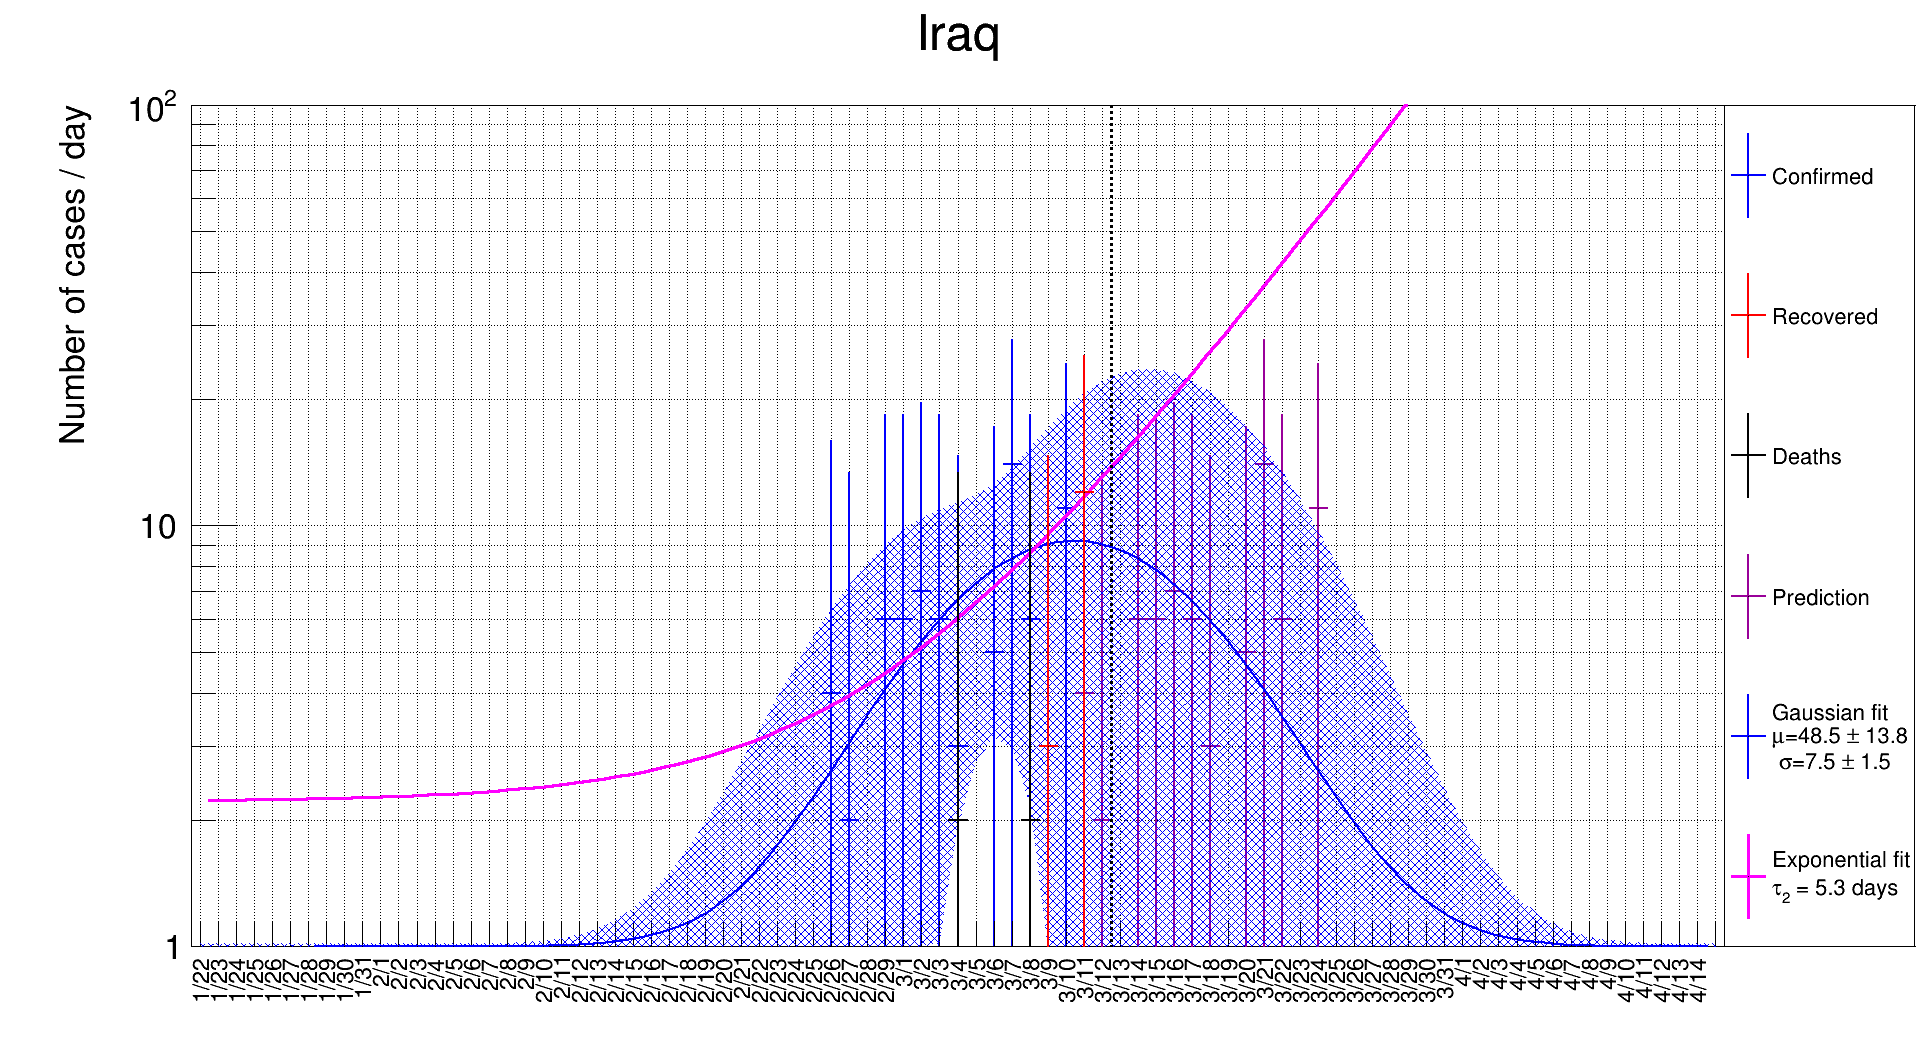 Iraq
Number of cases / day
10²
10
1
1/22 1/23 1/24 1/25 1/26 1/27 1/28 1/29 1/30 1/31 2/1 2/2 2/3 2/4 2/5 2/6 2/7 2/8 2/9 2/10 2/11 2/12 2/13 2/14 2/15 2/16 2/17 2/18 2/19 2/20 2/21 2/22 2/23 2/24 2/25 2/26 2/27 2/28 2/29 3/1 3/2 3/3 3/4 3/5 3/6 3/7 3/8 3/9 3/10 3/11 3/12 3/13 3/14 3/15 3/16 3/17 3/18 3/19 3/20 3/21 3/22 3/23 3/24 3/25 3/26 3/27 3/28 3/29 3/30 3/31 4/1 4/2 4/3 4/4 4/5 4/6 4/7 4/8 4/9 4/10 4/11 4/12 4/13 4/14
Confirmed
Recovered
Deaths
Prediction
Gaussian fit
μ=48.5 ± 13.8
σ=7.5 ± 1.5
Exponential fit
τ₂ = 5.3 days